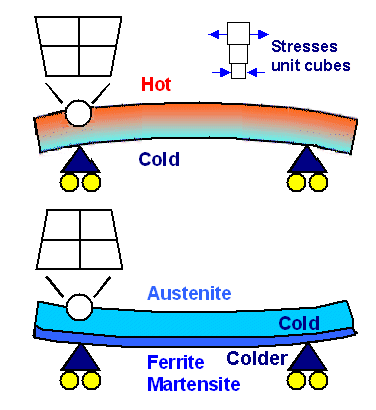 Stresses
unit cubes
Hot
Cold
Austenite
Cold
Ferrite Colder
Martensite